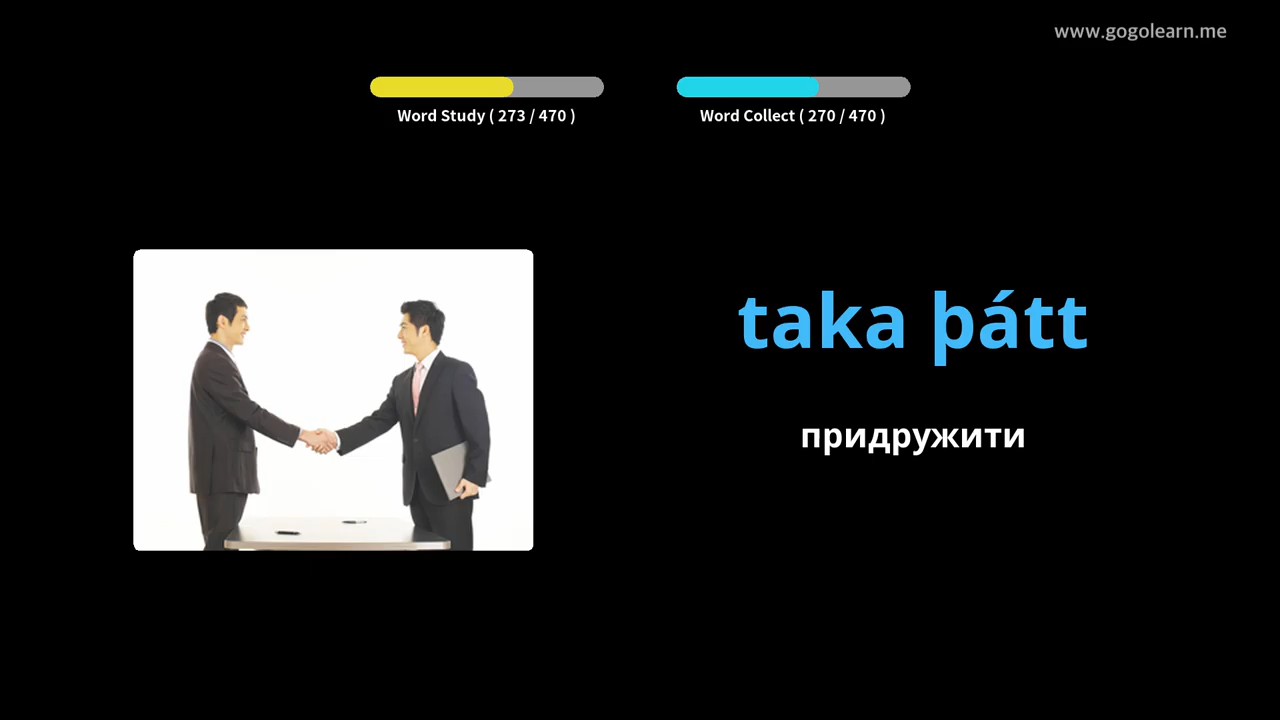 www.gogolearn.me
Word Study ( 273 / 470 )
Word Collect ( 270 / 470 )
taka þátt
придружити